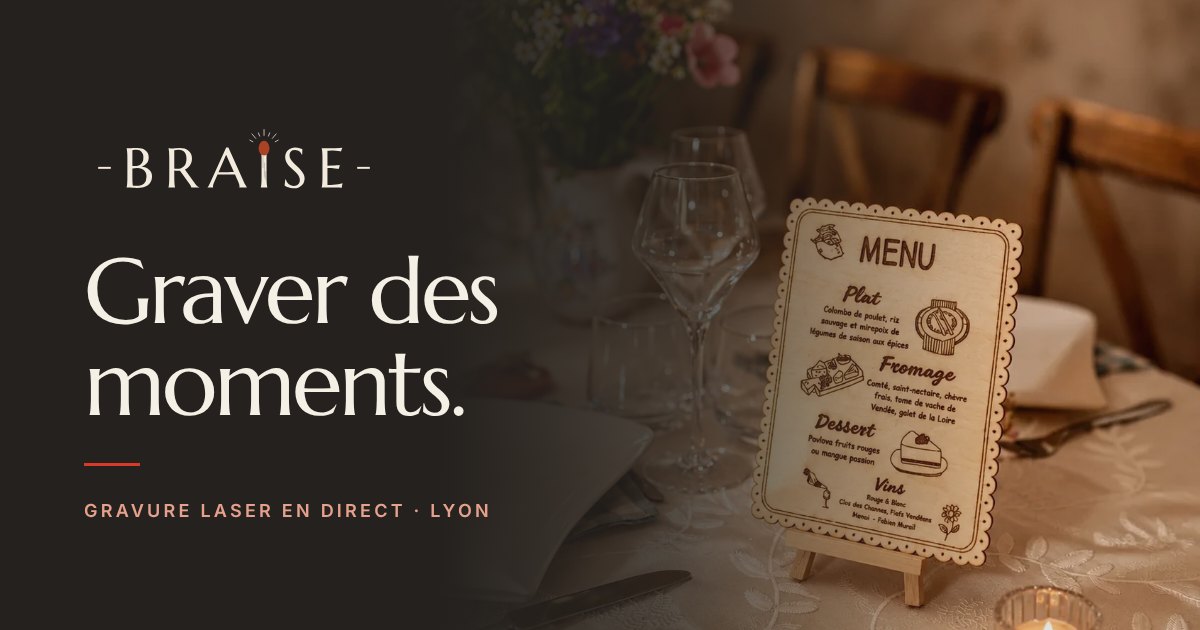 -BRAISE-
Graver des
moments.
GRAVURE LASER EN DIRECT · LYON
MENU
Plat
Colombo de poulet, riz
sauvage et mirepoix de
légumes de saison aux épices
Fromage
Comté, saint-nectaire, chèvre
frais, tome de vache de
Vendée, galet de la Loire
Dessert
Pavlova fruits rouges
ou mangue passion
Vins
Rouge & Blanc
Clos des Chaumes, Fiefs Vendéens
- Fabien Murail